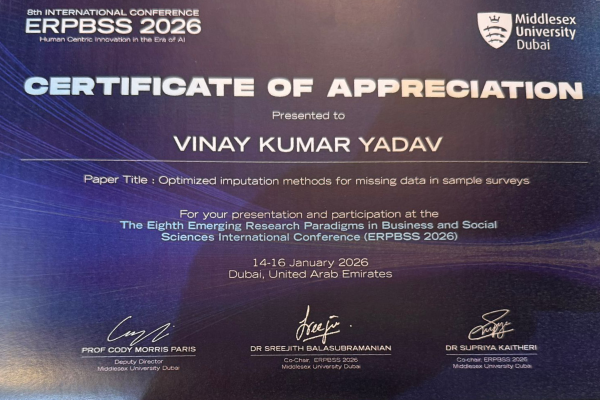 8th INTERNATIONAL CONFERENCE
ERPBSS 2026
Human Centric Innovation in the Era of AI
Middlesex
University
Dubai
CERTIFICATE OF APPRECIATION
Presented to
VINAY KUMAR YADAV
Paper Title : Optimized imputation methods for missing data in sample surveys
For your presentation and participation at the
The Eighth Emerging Research Paradigms in Business and Social
Sciences International Conference (ERPBSS 2026)
14-16 January 2026
Dubai, United Arab Emirates
PROF CODY MORRIS PARIS
Deputy Director
Middlesex University Dubai
DR SREEJITH BALASUBRAMANIAN
Co-Chair, ERPBSS 2026
Middlesex University Dubai
DR SUPRIYA KAITHERI
Co-chair, ERPBSS 2026
Middlesex University Dubai